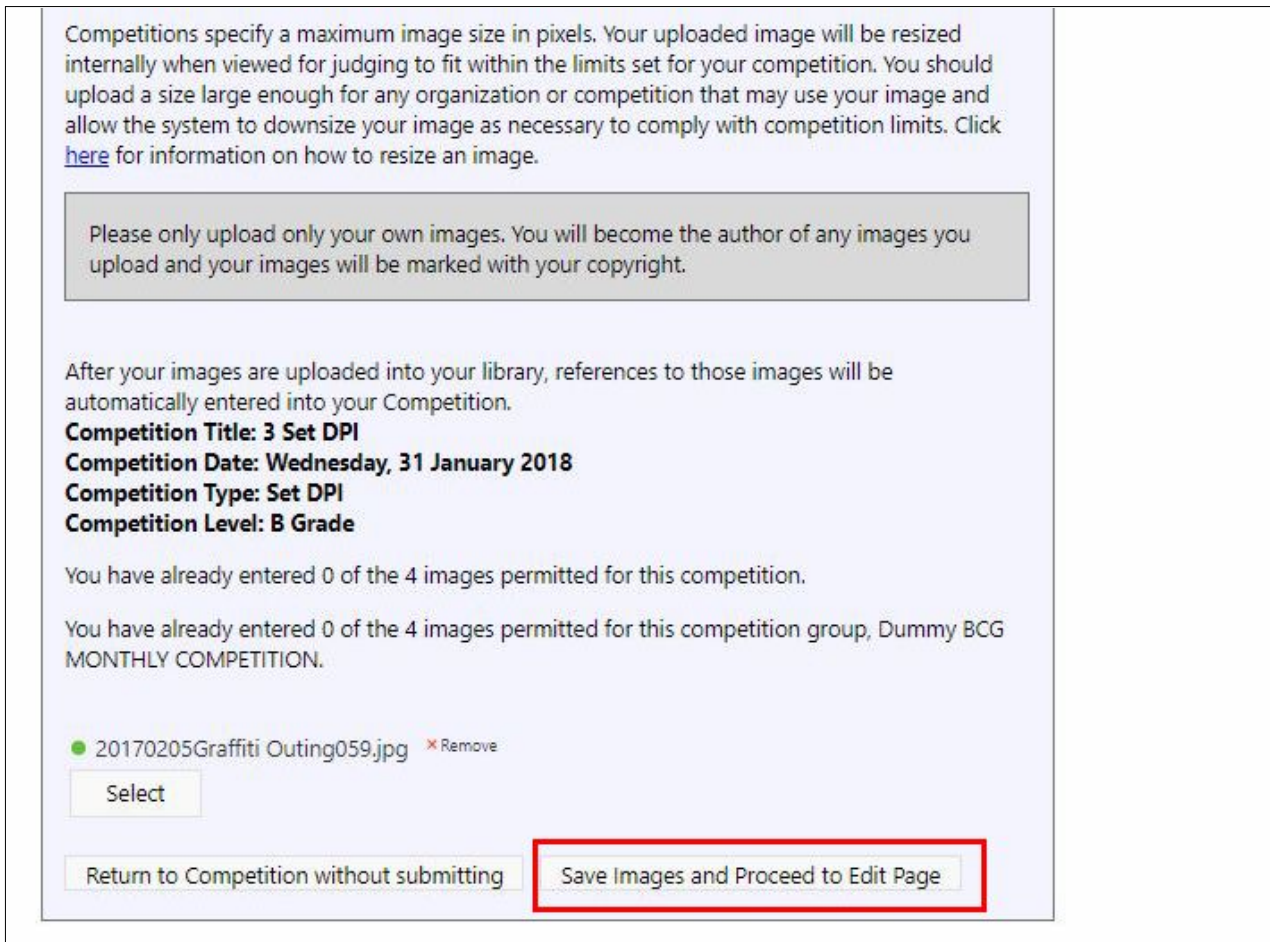 Competitions specify a maximum image size in pixels. Your uploaded image will be resized
internally when viewed for judging to fit within the limits set for your competition. You should
upload a size large enough for any organization or competition that may use your image and
allow the system to downsize your image as necessary to comply with competition limits. Click
here for information on how to resize an image.
Please only upload only your own images. You will become the author of any images you
upload and your images will be marked with your copyright.
After your images are uploaded into your library, references to those images will be
automatically entered into your Competition.
Competition Title: 3 Set DPI
Competition Date: Wednesday, 31 January 2018
Competition Type: Set DPI
Competition Level: B Grade
You have already entered 0 of the 4 images permitted for this competition.
You have already entered 0 of the 4 images permitted for this competition group, Dummy BCG
MONTHLY COMPETITION.
20170205Graffiti Outing059.jpg × Remove
Select
Return to Competition without submitting Save Images and Proceed to Edit Page